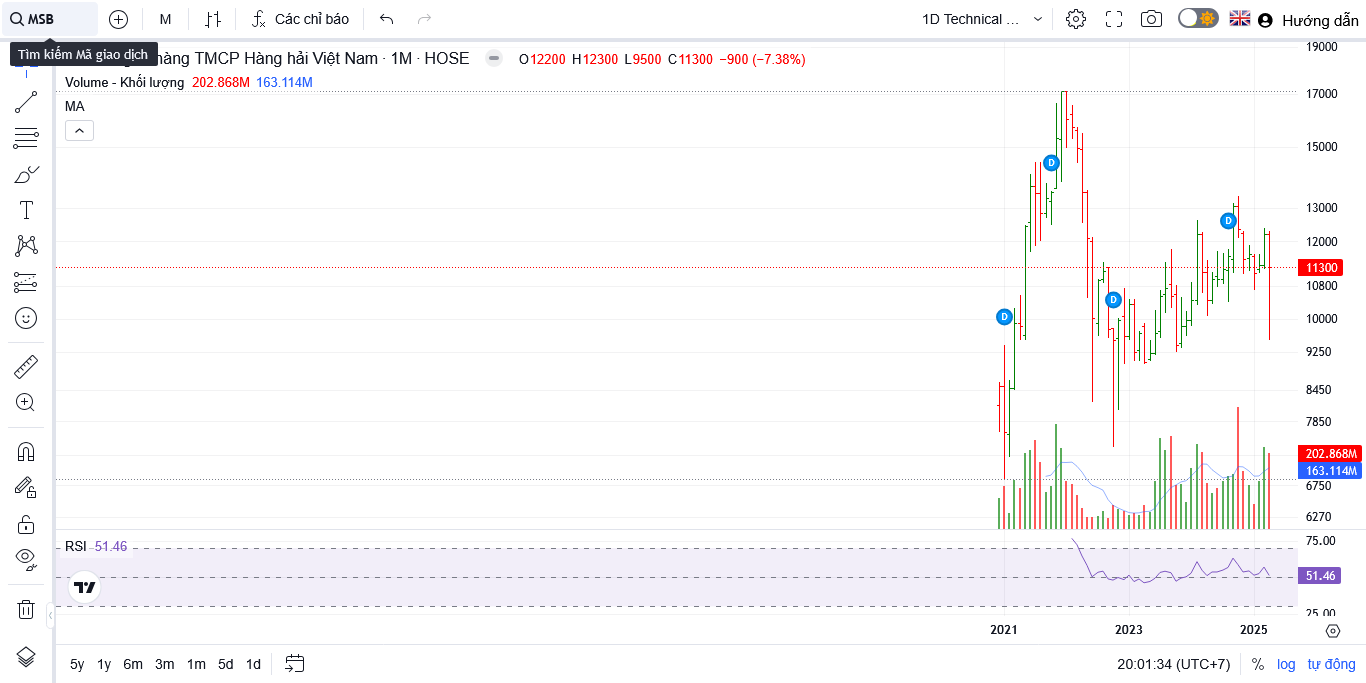 MSB
M
Các chỉ báo
1D Technical ...
Hướng dẫn
Tìm kiếm Mã giao dịch
hàng TMCP Hàng hải Việt Nam · 1M · HOSE
O12200 H12300 L9500 C11300 −900 (−7.38%)
Volume - Khối lượng 202.868M 163.114M
MA
19000
17000
15000
13000
12000
11300
10800
10000
9250
8450
7850
202.868M
163.114M
6750
6270
D
D
D
D
RSI 51.46
75.00
51.46
25.00
2021
2023
2025
5y 1y 6m 3m 1m 5d 1d
20:01:34 (UTC+7)
% log tự động